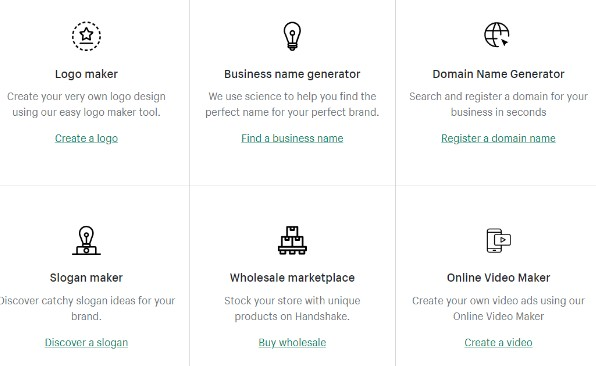 Logo maker
Create your very own logo design
using our easy logo maker tool.
Create a logo
Business name generator
We use science to help you find the
perfect name for your perfect brand.
Find a business name
Domain Name Generator
Search and register a domain for your
business in seconds
Register a domain name
Slogan maker
Discover catchy slogan ideas for your
brand.
Discover a slogan
Wholesale marketplace
Stock your store with unique
products on Handshake.
Buy wholesale
Online Video Maker
Create your own video ads using our
Online Video Maker
Create a video